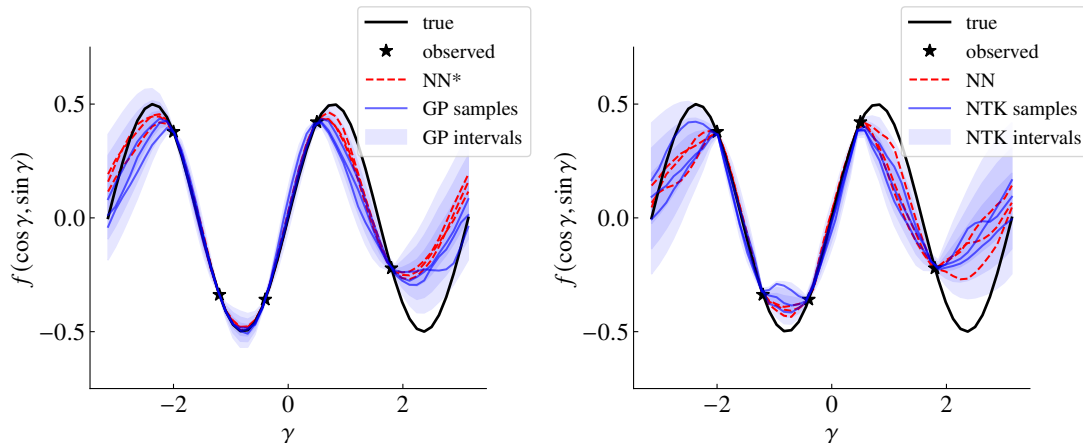 true
observed
NN*
GP samples
GP intervals
0.5
0.0
−0.5
f(cos γ, sin γ)
−2
0
2
γ
true
observed
NN
NTK samples
NTK intervals
0.5
0.0
−0.5
f(cos γ, sin γ)
−2
0
2
γ